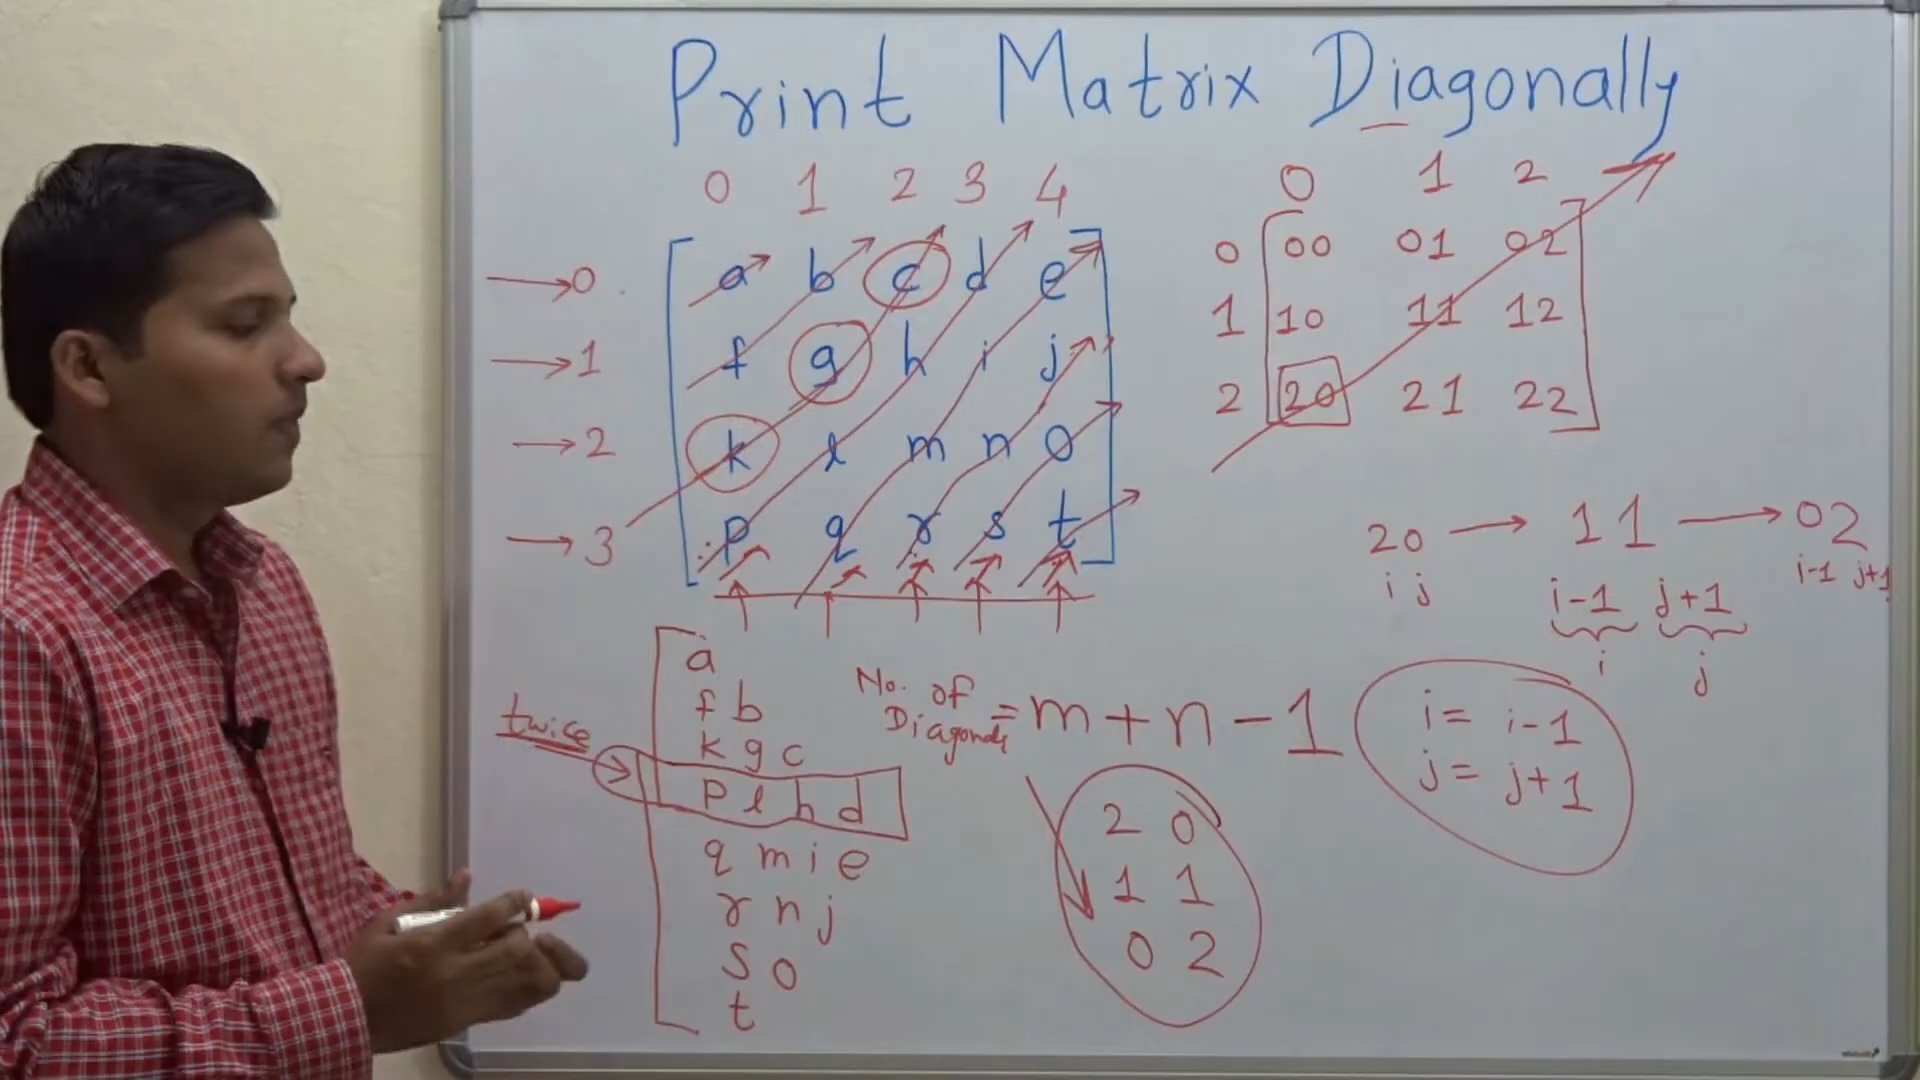 Print Matrix Diagonally
0 1 2 3 4
0 a b c d e
1 f g h i j
2 k l m n o
3 p q r s t
0 1 2
0 00 01 02
1 10 11 12
2 20 21 22
20 → 11 → 02
i j
i-1 j+1
i-1 j+1
i j
twice
a
f b
k g c
p l h d
q m i e
r n j
s o
t
No. of
Diagonals = m + n - 1
2 0
1 1
0 2
i = i-1
j = j+1